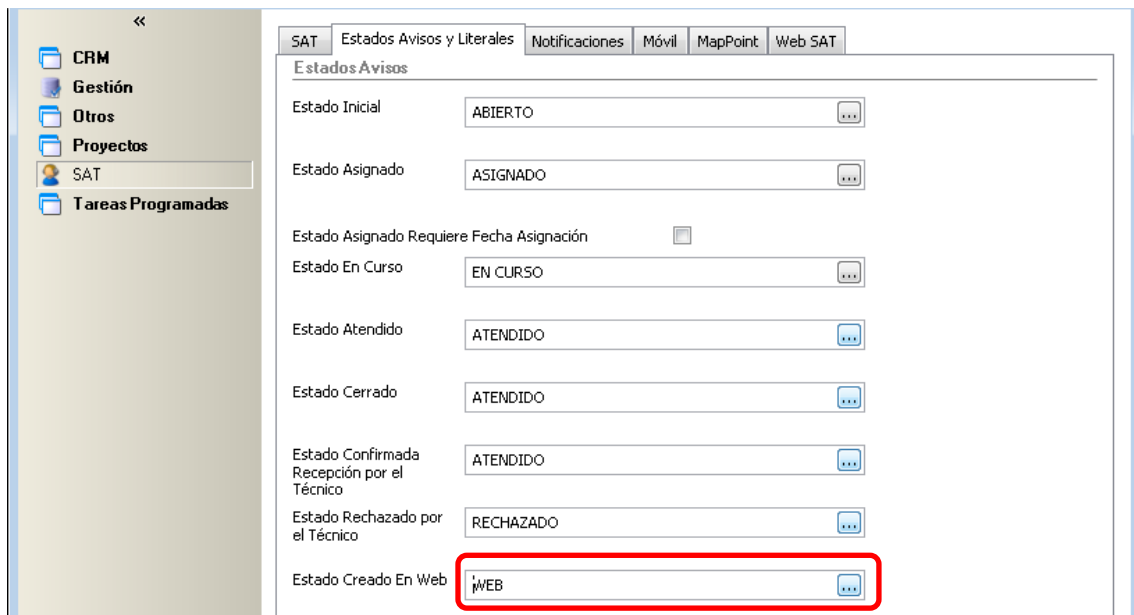 «
CRM
Gestión
Otros
Proyectos
SAT
Tareas Programadas
SAT Estados Avisos y Literales Notificaciones Móvil MapPoint Web SAT
Estados Avisos
Estado Inicial ABIERTO ...
Estado Asignado ASIGNADO ...
Estado Asignado Requiere Fecha Asignación
Estado En Curso EN CURSO ...
Estado Atendido ATENDIDO ...
Estado Cerrado ATENDIDO ...
Estado Confirmada
Recepción por el
Técnico
ATENDIDO ...
Estado Rechazado por
el Técnico
RECHAZADO ...
Estado Creado En Web WEB ...